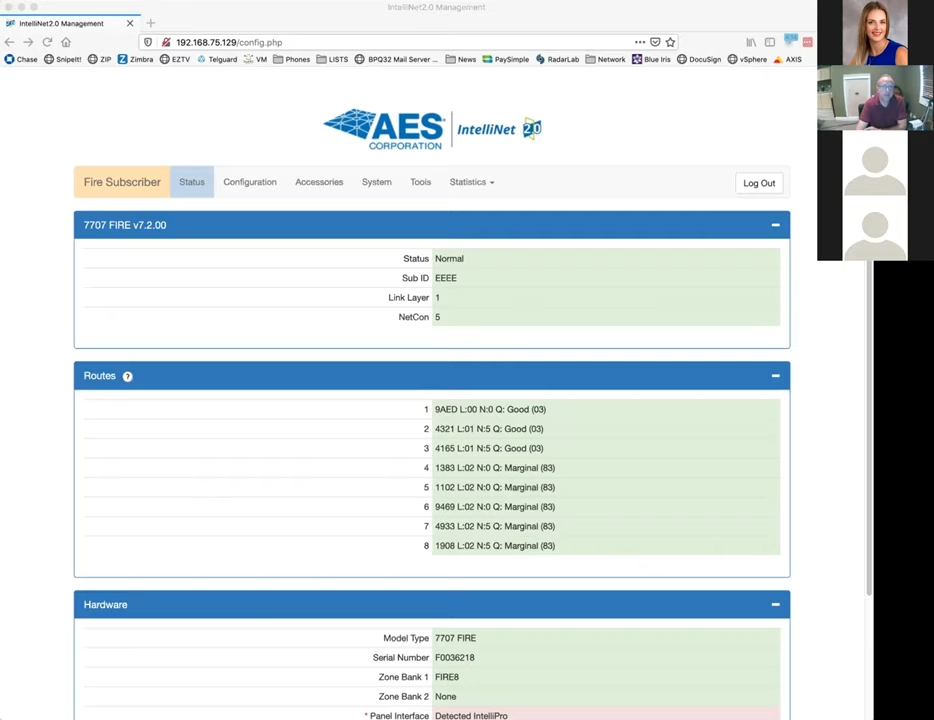 IntelliNet2.0 Management
IntelliNet2.0 Management
192.168.75.129/config.php
Chase SnipeIt! ZIP Zimbra EZTV Telguard VM Phones LISTS BPQ32 Mail Server ... News PaySimple RadarLab Network Blue Iris DocuSign vSphere AXIS
AES CORPORATION IntelliNet 2.0
Fire Subscriber Status Configuration Accessories System Tools Statistics Log Out
7707 FIRE v7.2.00
Status Normal
Sub ID EEEE
Link Layer 1
NetCon 5
Routes ?
1 9AED L:00 N:0 Q: Good (03)
2 4321 L:01 N:5 Q: Good (03)
3 4165 L:01 N:5 Q: Good (03)
4 1383 L:02 N:0 Q: Marginal (83)
5 1102 L:02 N:0 Q: Marginal (83)
6 9469 L:02 N:0 Q: Marginal (83)
7 4933 L:02 N:5 Q: Marginal (83)
8 1908 L:02 N:5 Q: Marginal (83)
Hardware
Model Type 7707 FIRE
Serial Number F0036218
Zone Bank 1 FIRE8
Zone Bank 2 None
* Panel Interface Detected IntelliPro